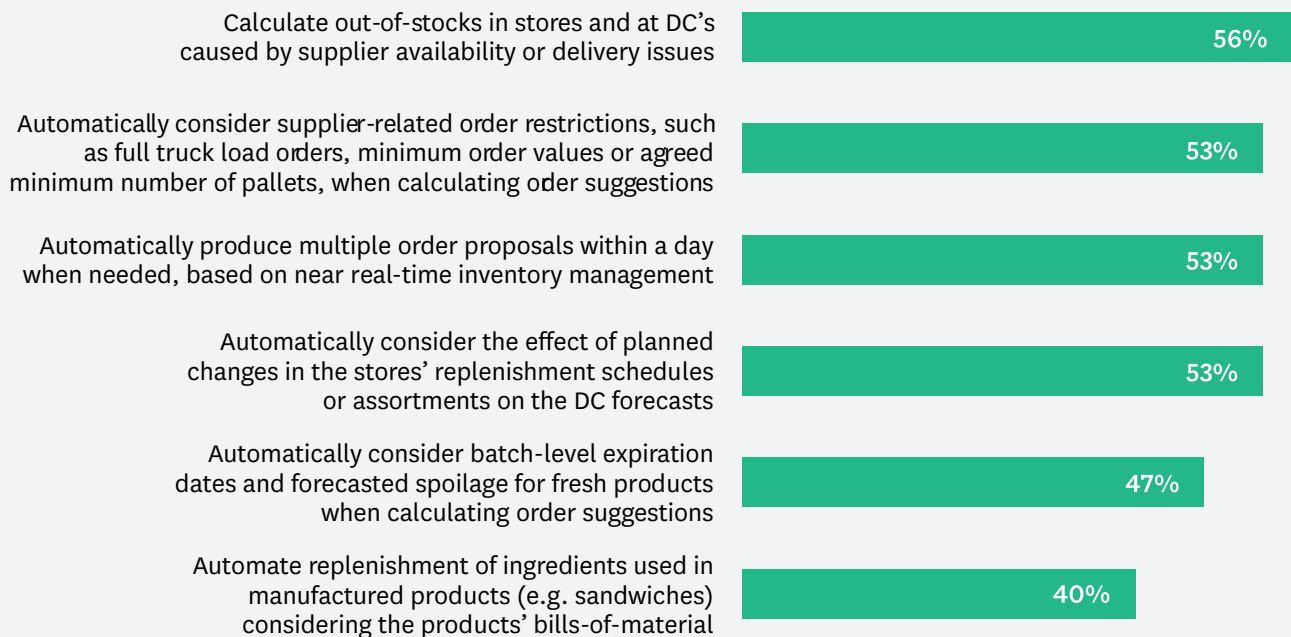 Calculate out-of-stocks in stores and at DC’s
caused by supplier availability or delivery issues
56%
Automatically consider supplier-related order restrictions, such
as full truck load orders, minimum order values or agreed
minimum number of pallets, when calculating order suggestions
53%
Automatically produce multiple order proposals within a day
when needed, based on near real-time inventory management
53%
Automatically consider the effect of planned
changes in the stores’ replenishment schedules
or assortments on the DC forecasts
53%
Automatically consider batch-level expiration
dates and forecasted spoilage for fresh products
when calculating order suggestions
47%
Automate replenishment of ingredients used in
manufactured products (e.g. sandwiches)
considering the products’ bills-of-material
40%